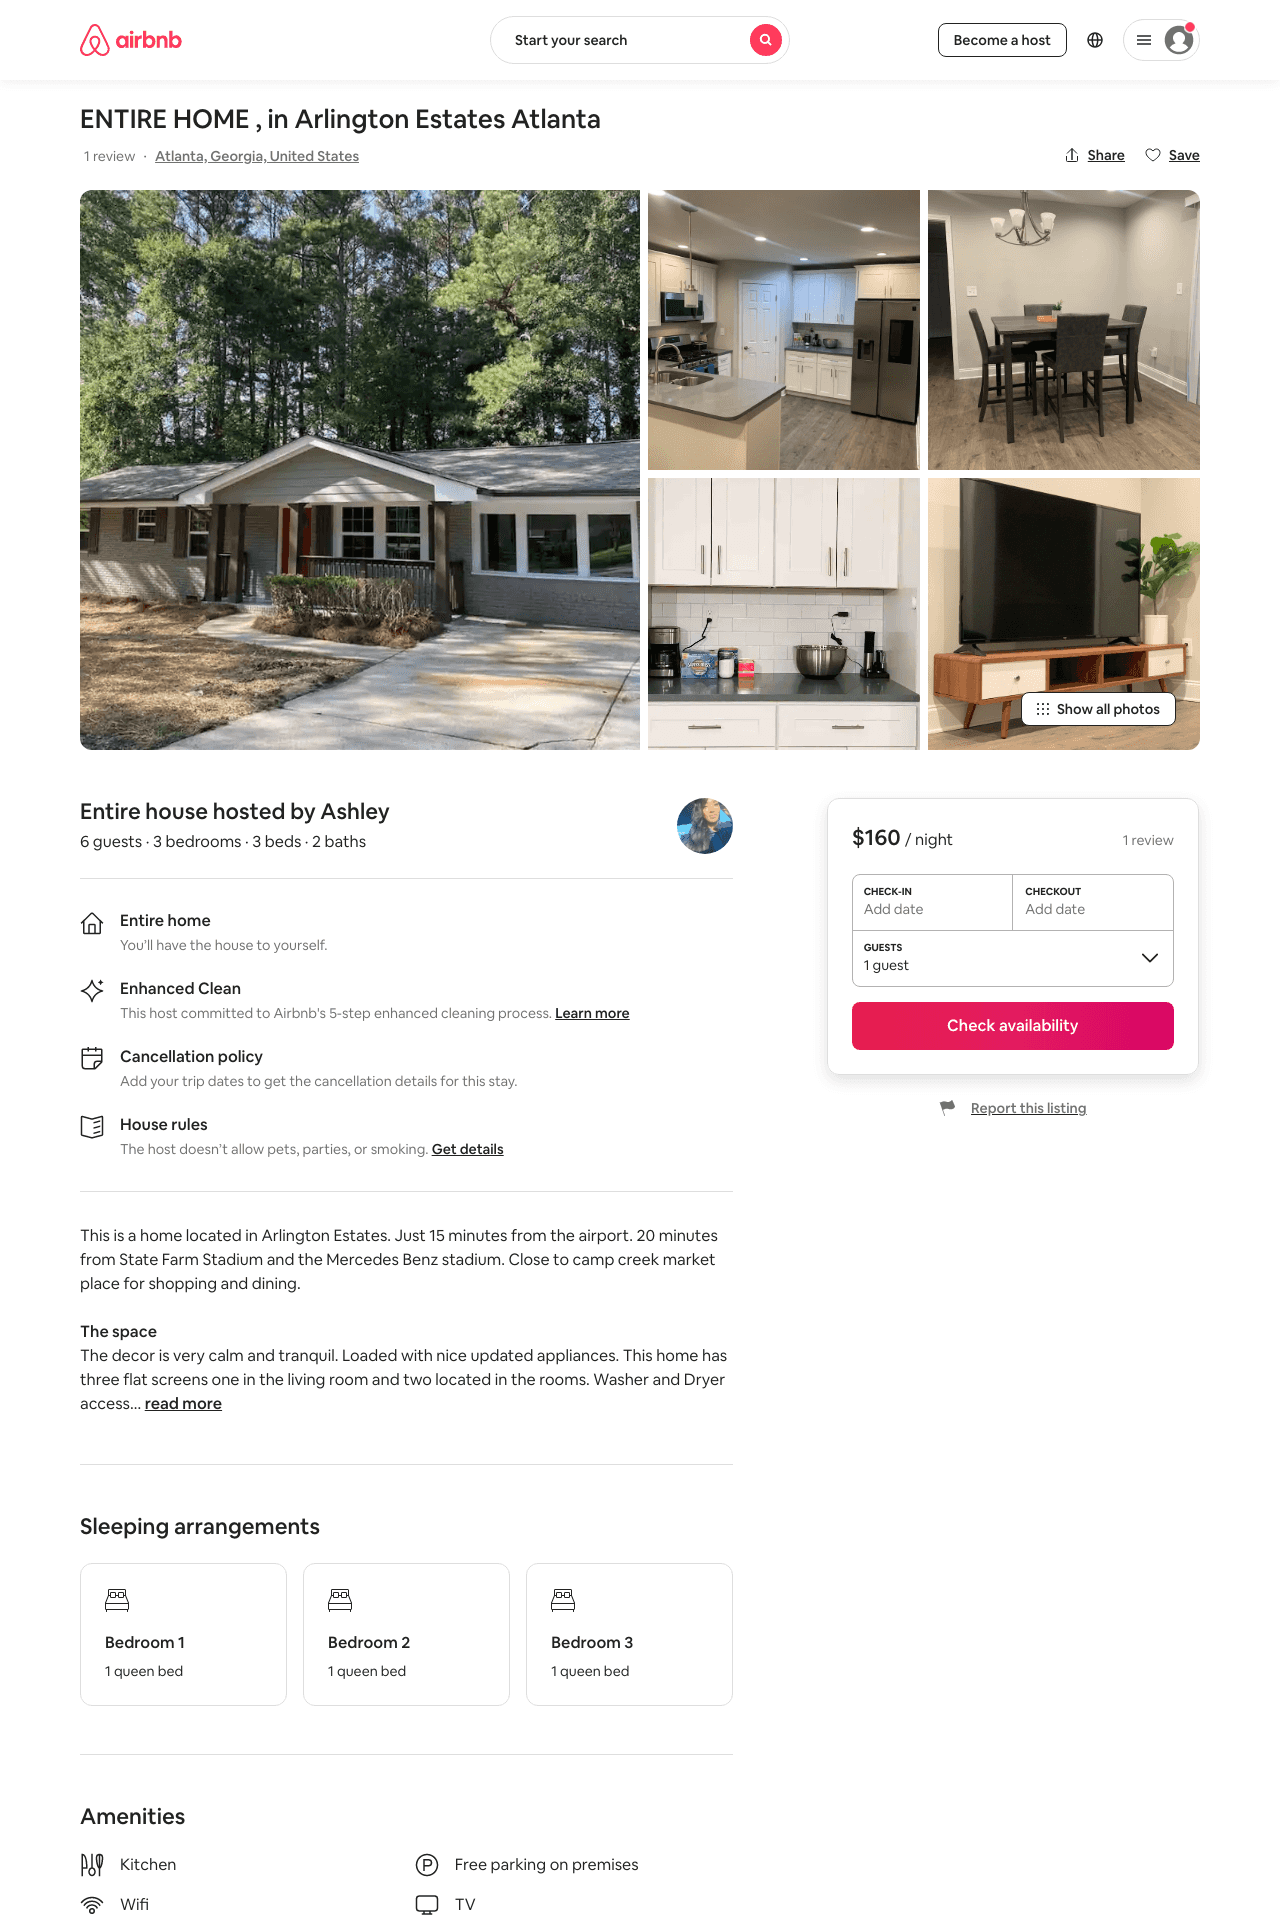 airbnb
Start your search
Become a host
ENTIRE HOME , in Arlington Estates Atlanta
1 review · Atlanta, Georgia, United States
Share
Save
Show all photos
Entire house hosted by Ashley
6 guests · 3 bedrooms · 3 beds · 2 baths
$160 / night
1 review
CHECK-IN
Add date
CHECKOUT
Add date
GUESTS
1 guest
Check availability
Report this listing
Entire home
You'll have the house to yourself.
Enhanced Clean
This host committed to Airbnb's 5-step enhanced cleaning process. Learn more
Cancellation policy
Add your trip dates to get the cancellation details for this stay.
House rules
The host doesn't allow pets, parties, or smoking. Get details
This is a home located in Arlington Estates. Just 15 minutes from the airport. 20 minutes
from State Farm Stadium and the Mercedes Benz stadium. Close to camp creek market
place for shopping and dining.
The space
The decor is very calm and tranquil. Loaded with nice updated appliances. This home has
three flat screens one in the living room and two located in the rooms. Washer and Dryer
access... read more
Sleeping arrangements
Bedroom 1
1 queen bed
Bedroom 2
1 queen bed
Bedroom 3
1 queen bed
Amenities
Kitchen
Free parking on premises
Wifi
TV